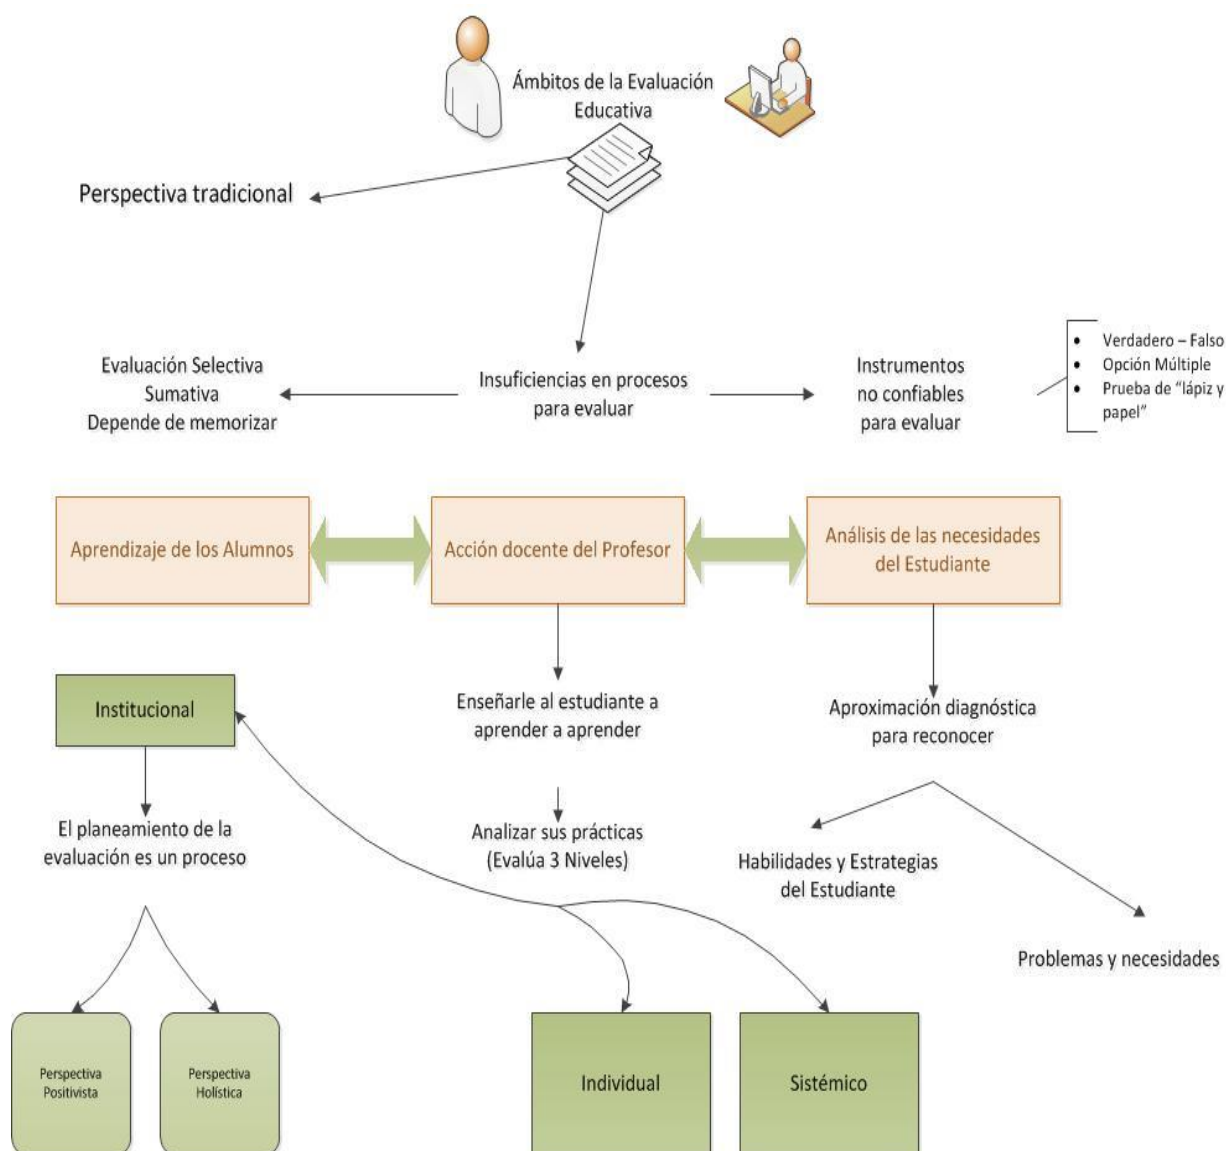 Ámbitos de la Evaluación
Educativa
Perspectiva tradicional
Evaluación Selectiva
Sumativa
Depende de memorizar
Insuficiencias en procesos
para evaluar
Instrumentos
no confiables
para evaluar
• Verdadero – Falso
• Opción Múltiple
• Prueba de “lápiz y
papel”
Aprendizaje de los Alumnos
Acción docente del Profesor
Análisis de las necesidades
del Estudiante
Institucional
Enseñarle al estudiante a
aprender a aprender
Aproximación diagnóstica
para reconocer
El planeamiento de la
evaluación es un proceso
Analizar sus prácticas
(Evalúa 3 Niveles)
Habilidades y Estrategias
del Estudiante
Problemas y necesidades
Perspectiva
Positivista
Perspectiva
Holística
Individual
Sistémico